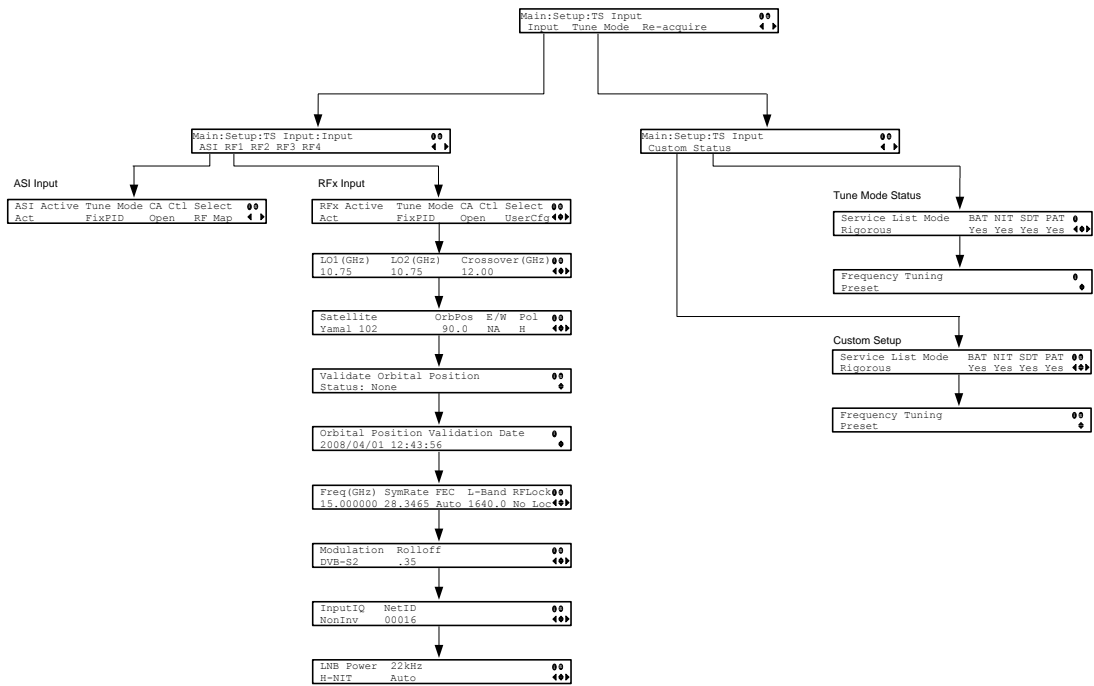 Main:Setup:TS Input
Input Tune Mode Re-acquire
Main:Setup:TS Input:Input
ASI RF1 RF2 RF3 RF4
Main:Setup:TS Input
Custom Status
ASI Input
ASI Active Tune Mode CA Ctl Select
Act FixPID Open RF Map
RFx Input
RFx Active Tune Mode CA Ctl Select
Act FixPID Open UserCfg
LO1(GHz) LO2(GHz) Crossover(GHz)
10.75 10.75 12.00
Satellite OrbPos E/W Pol
Yamal 102 90.0 NA H
Validate Orbital Position
Status: None
Orbital Position Validation Date
2008/04/01 12:43:56
Freq(GHz) SymRate FEC L-Band RFLock
15.000000 28.3465 Auto 1640.0 No Loc
Modulation Rolloff
DVB-S2 .35
InputIQ NetID
NonInv 00016
LNB Power 22kHz
H-NIT Auto
Tune Mode Status
Service List Mode BAT NIT SDT PAT
Rigorous Yes Yes Yes Yes
Frequency Tuning
Preset
Custom Setup
Service List Mode BAT NIT SDT PAT
Rigorous Yes Yes Yes Yes
Frequency Tuning
Preset